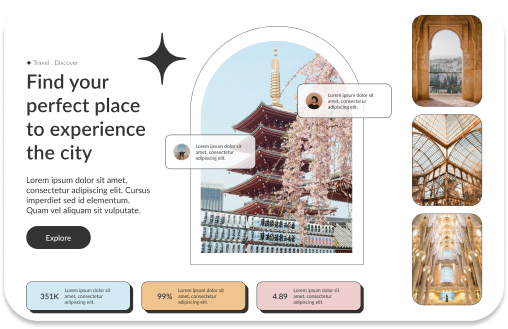 Travel . Discover
Find your
perfect place
to experience
the city
Lorem ipsum dolor sit amet,
consectetur adipiscing elit. Cursus
imperdiet sed id elementum.
Quam vel aliquam sit vulputate.
Explore
Lorem ipsum dolor sit
amet, consectetur
adipiscing elit.
Lorem ipsum dolor sit
amet, consectetur
adipiscing elit.
351K
Lorem ipsum dolor sit
amet, consectetur
adipiscing elit.
99%
Lorem ipsum dolor sit
amet, consectetur
adipiscing elit.
4.89
Lorem ipsum dolor sit
amet, consectetur
adipiscing elit.